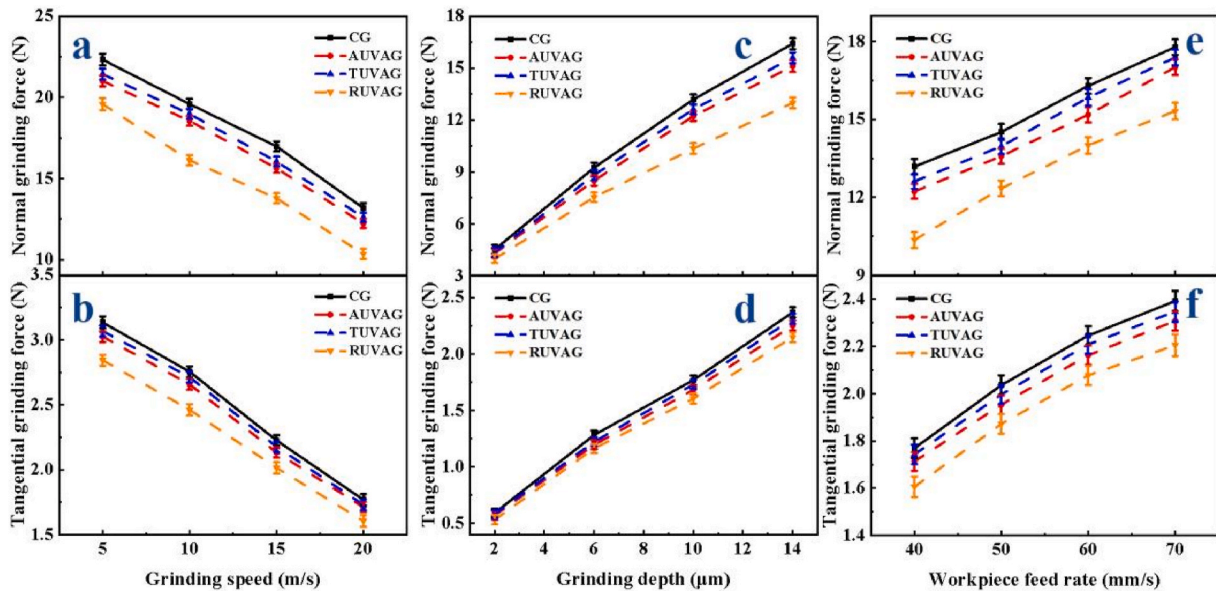 a
CG
AUVAG
TUVAG
RUVAG
Normal grinding force (N)
25
20
15
10
b
CG
AUVAG
TUVAG
RUVAG
Tangential grinding force (N)
3.5
3.0
2.5
2.0
1.5
5 10 15 20
Grinding speed (m/s)
c
CG
AUVAG
TUVAG
RUVAG
Normal grinding force (N)
18
15
12
9
6
3
d
CG
AUVAG
TUVAG
RUVAG
Tangential grinding force (N)
2.5
2.0
1.5
1.0
0.5
2 4 6 8 10 12 14
Grinding depth (μm)
e
CG
AUVAG
TUVAG
RUVAG
Normal grinding force (N)
18
15
12
9
f
CG
AUVAG
TUVAG
RUVAG
Tangential grinding force (N)
2.4
2.2
2.0
1.8
1.6
1.4
40 50 60 70
Workpiece feed rate (mm/s)